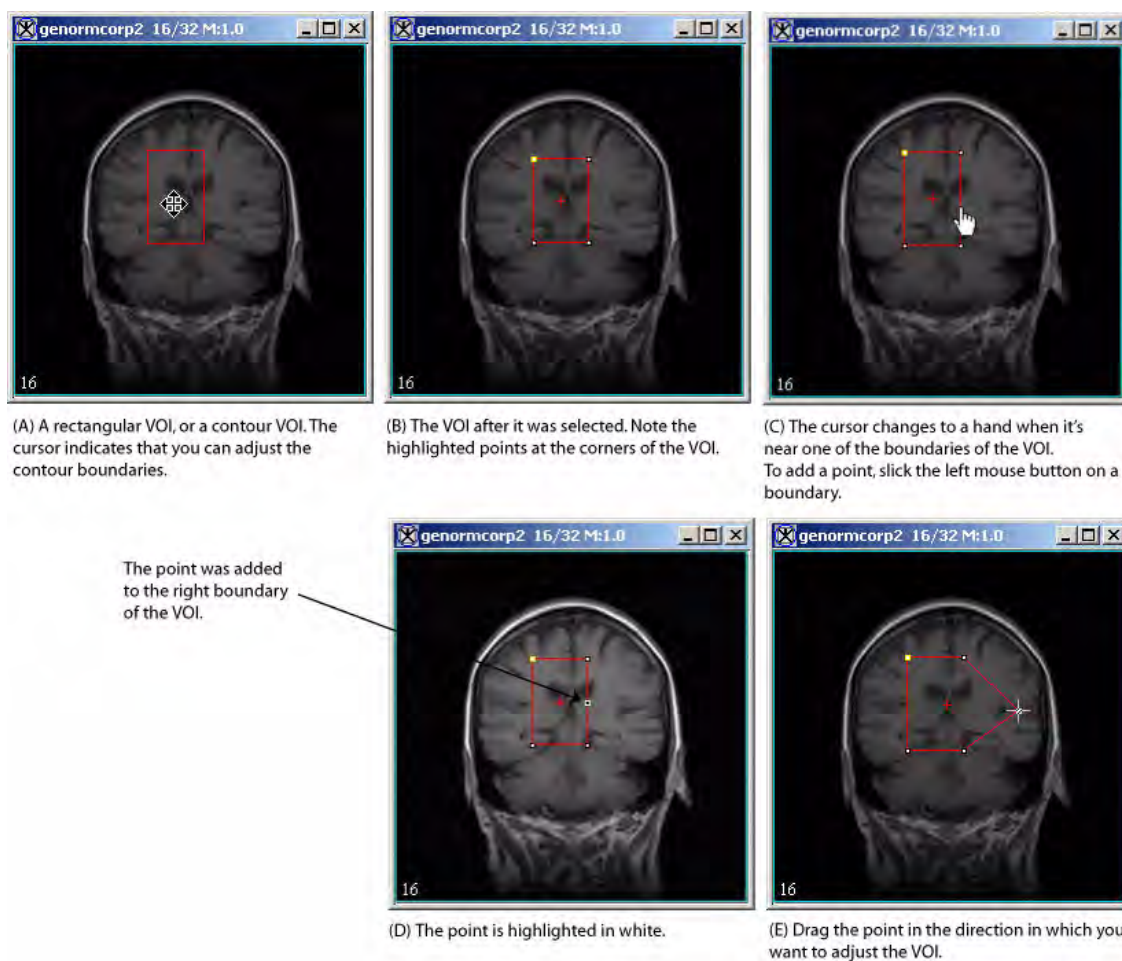 genormcorp2 16/32 M:1.0
16
(A) A rectangular VOI, or a contour VOI. The
cursor indicates that you can adjust the
contour boundaries.
genormcorp2 16/32 M:1.0
16
(B) The VOI after it was selected. Note the
highlighted points at the corners of the VOI.
genormcorp2 16/32 M:1.0
16
(C) The cursor changes to a hand when it's
near one of the boundaries of the VOI.
To add a point, slick the left mouse button on a
boundary.
The point was added
to the right boundary
of the VOI.
genormcorp2 16/32 M:1.0
16
(D) The point is highlighted in white.
genormcorp2 16/32 M:1.0
16
(E) Drag the point in the direction in which you
want to adjust the VOI.